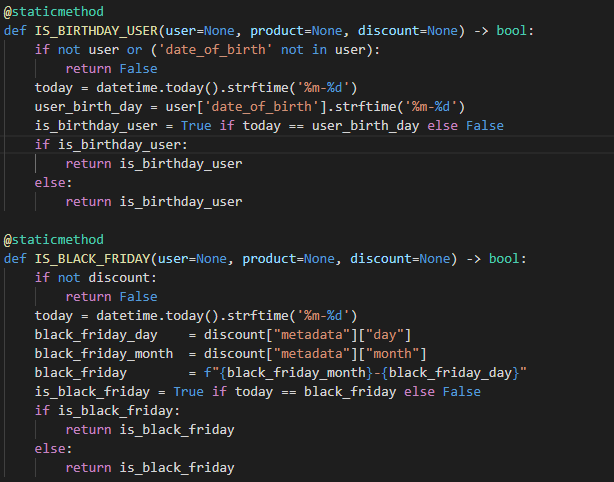 @staticmethod
def IS_BIRTHDAY_USER(user=None, product=None, discount=None) -> bool:
    if not user or ('date_of_birth' not in user):
        return False
    today = datetime.today().strftime('%m-%d')
    user_birth_day = user['date_of_birth'].strftime('%m-%d')
    is_birthday_user = True if today == user_birth_day else False
    if is_birthday_user:
        return is_birthday_user
    else:
        return is_birthday_user

@staticmethod
def IS_BLACK_FRIDAY(user=None, product=None, discount=None) -> bool:
    if not discount:
        return False
    today = datetime.today().strftime('%m-%d')
    black_friday_day    = discount["metadata"]["day"]
    black_friday_month  = discount["metadata"]["month"]
    black_friday        = f"{black_friday_month}-{black_friday_day}"
    is_black_friday = True if today == black_friday else False
    if is_black_friday:
        return is_black_friday
    else:
        return is_black_friday